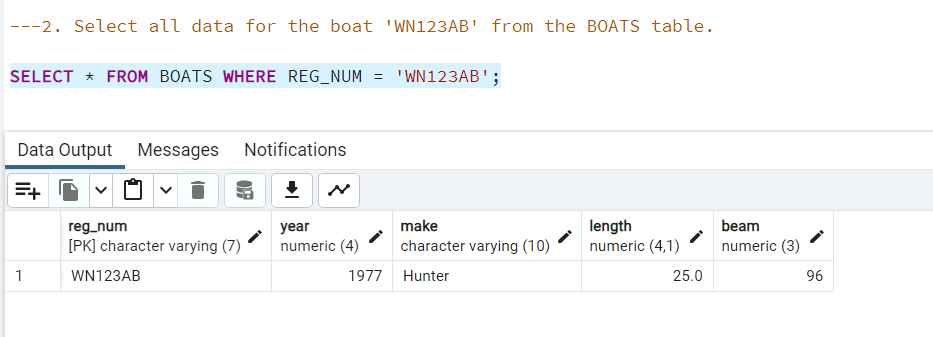 ---2. Select all data for the boat 'WN123AB' from the BOATS table.
SELECT * FROM BOATS WHERE REG_NUM = 'WN123AB';
Data Output Messages Notifications
reg_num year make length beam
[PK] character varying (7) numeric (4) character varying (10) numeric (4,1) numeric (3)
1 WN123AB 1977 Hunter 25.0 96